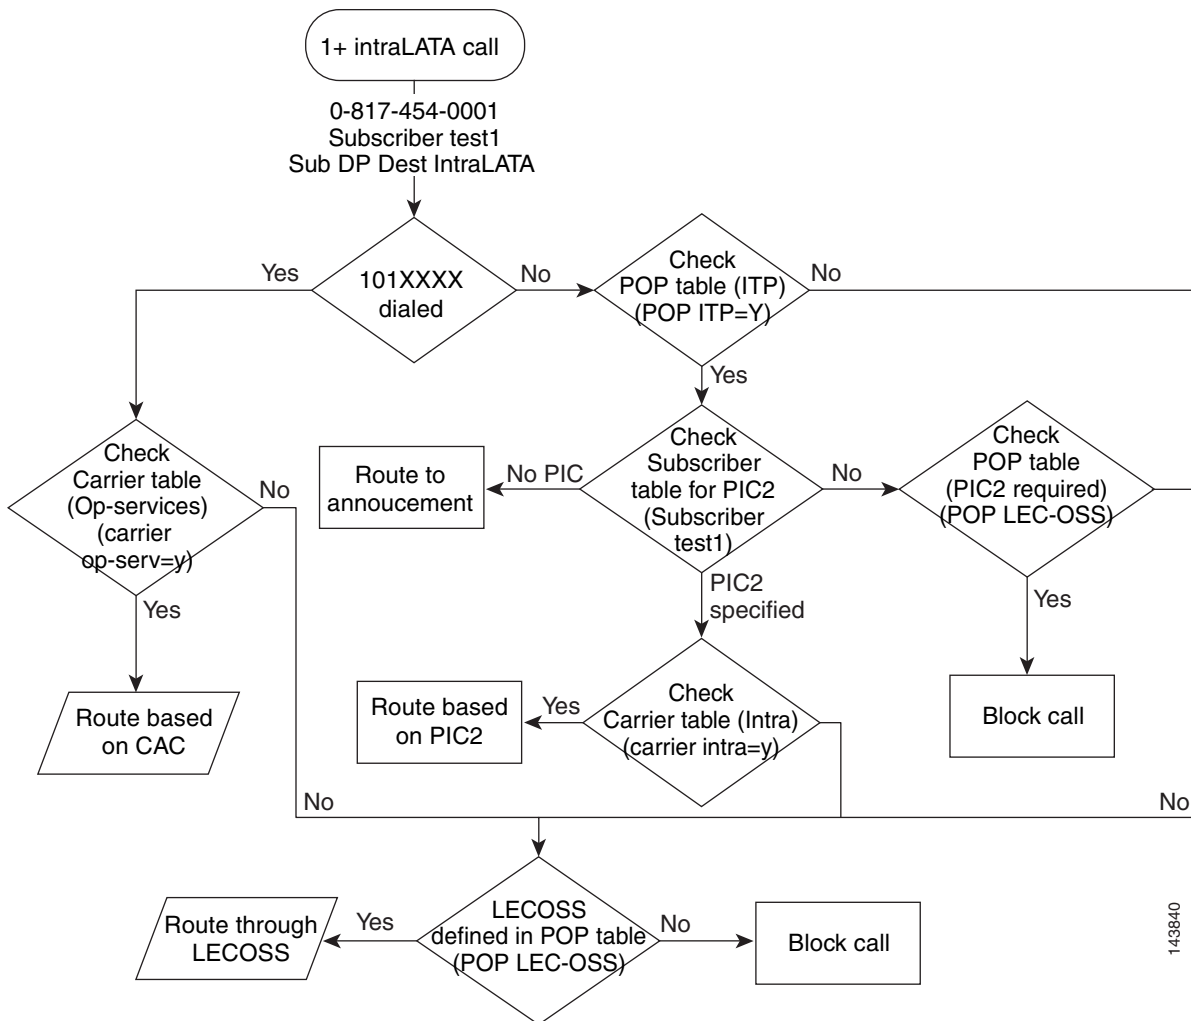 1+ intraLATA call
0-817-454-0001
Subscriber test1
Sub DP Dest IntraLATA
Yes
101XXXX
dialed
No
Check
POP table (ITP)
(POP ITP=Y)
No
Yes
Check
Carrier table
(Op-services)
(carrier
op-serv=y)
No
Yes
Route to
annoucement
No PIC
Check
Subscriber
table for PIC2
(Subscriber
test1)
No
Check
POP table
(PIC2 required)
(POP LEC-OSS)
PIC2
specified
Yes
Route based
on CAC
Route based
on PIC2
Yes
Check
Carrier table (Intra)
(carrier intra=y)
Block call
No
No
Route through
LECOSS
Yes
LECOSS
defined in POP table
(POP LEC-OSS)
No
Block call
143840